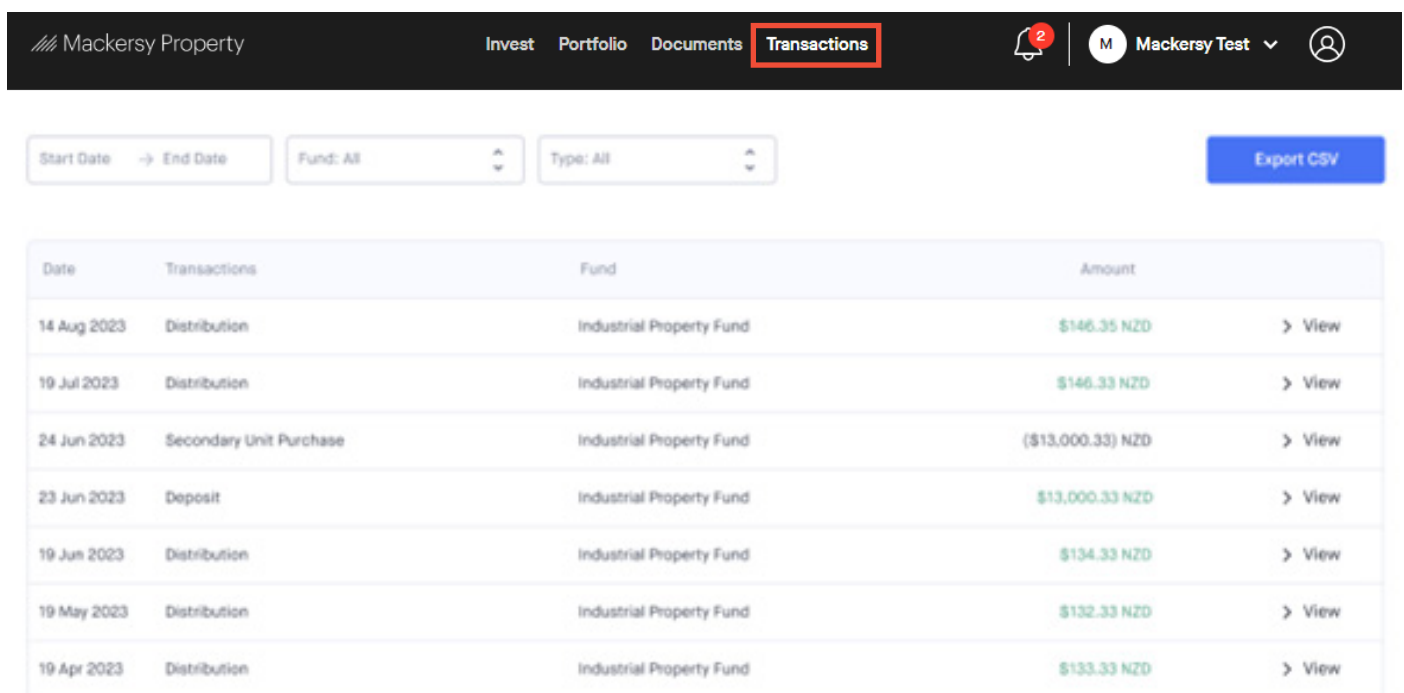 Mackersy Property Invest Portfolio Documents Transactions 2 M Mackersy Test
Start Date → End Date Fund: All Type: All Export CSV
Date Transactions Fund Amount
14 Aug 2023 Distribution Industrial Property Fund $146.35 NZD > View
19 Jul 2023 Distribution Industrial Property Fund $146.33 NZD > View
24 Jun 2023 Secondary Unit Purchase Industrial Property Fund ($13,000.33) NZD > View
23 Jun 2023 Deposit Industrial Property Fund $13,000.33 NZD > View
19 Jun 2023 Distribution Industrial Property Fund $134.33 NZD > View
19 May 2023 Distribution Industrial Property Fund $132.33 NZD > View
19 Apr 2023 Distribution Industrial Property Fund $133.33 NZD > View